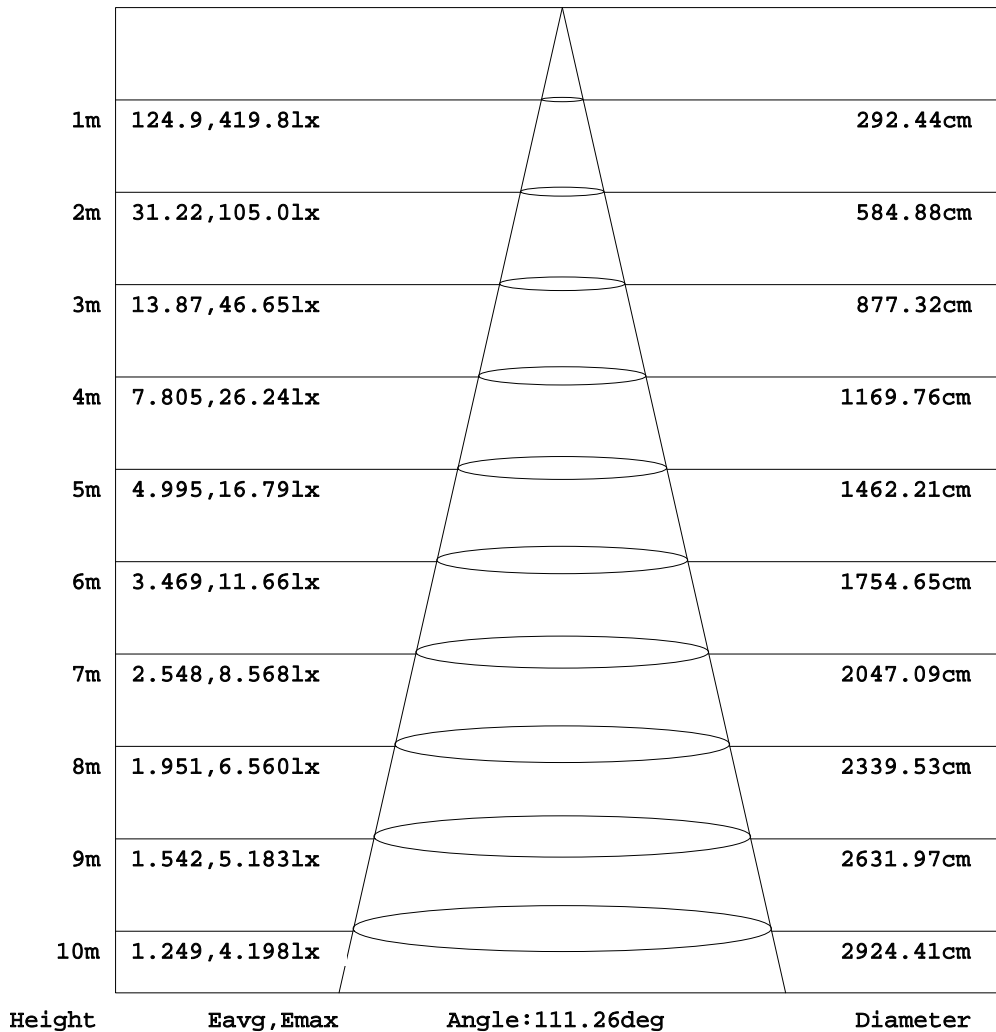 1m 124.9,419.8lx 292.44cm
2m 31.22,105.0lx 584.88cm
3m 13.87,46.65lx 877.32cm
4m 7.805,26.24lx 1169.76cm
5m 4.995,16.79lx 1462.21cm
6m 3.469,11.66lx 1754.65cm
7m 2.548,8.568lx 2047.09cm
8m 1.951,6.560lx 2339.53cm
9m 1.542,5.183lx 2631.97cm
10m 1.249,4.198lx 2924.41cm
Height Eavg,Emax Angle:111.26deg Diameter